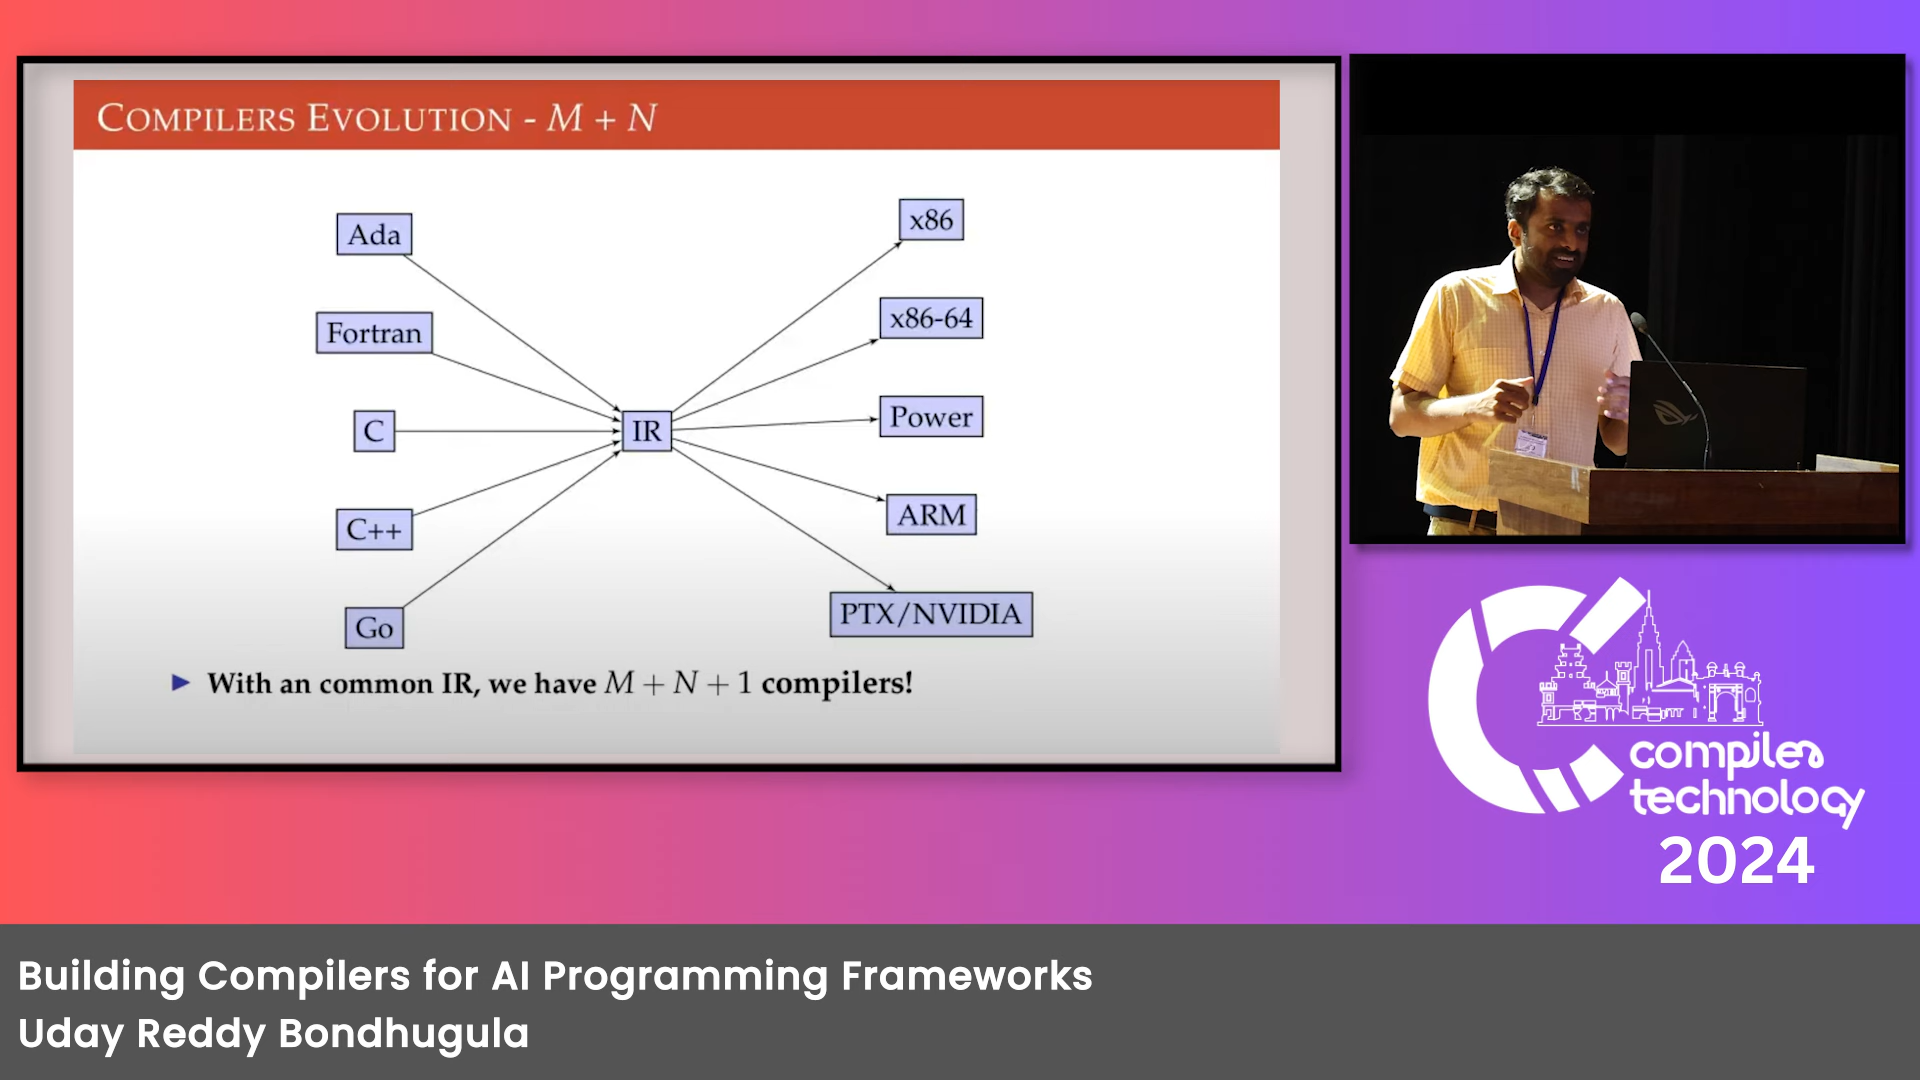 COMPILERS EVOLUTION - M + N
Ada
Fortran
C
C++
Go
IR
x86
x86-64
Power
ARM
PTX/NVIDIA
With an common IR, we have M + N + 1 compilers!
compiler
technology
2024
Building Compilers for AI Programming Frameworks
Uday Reddy Bondhugula